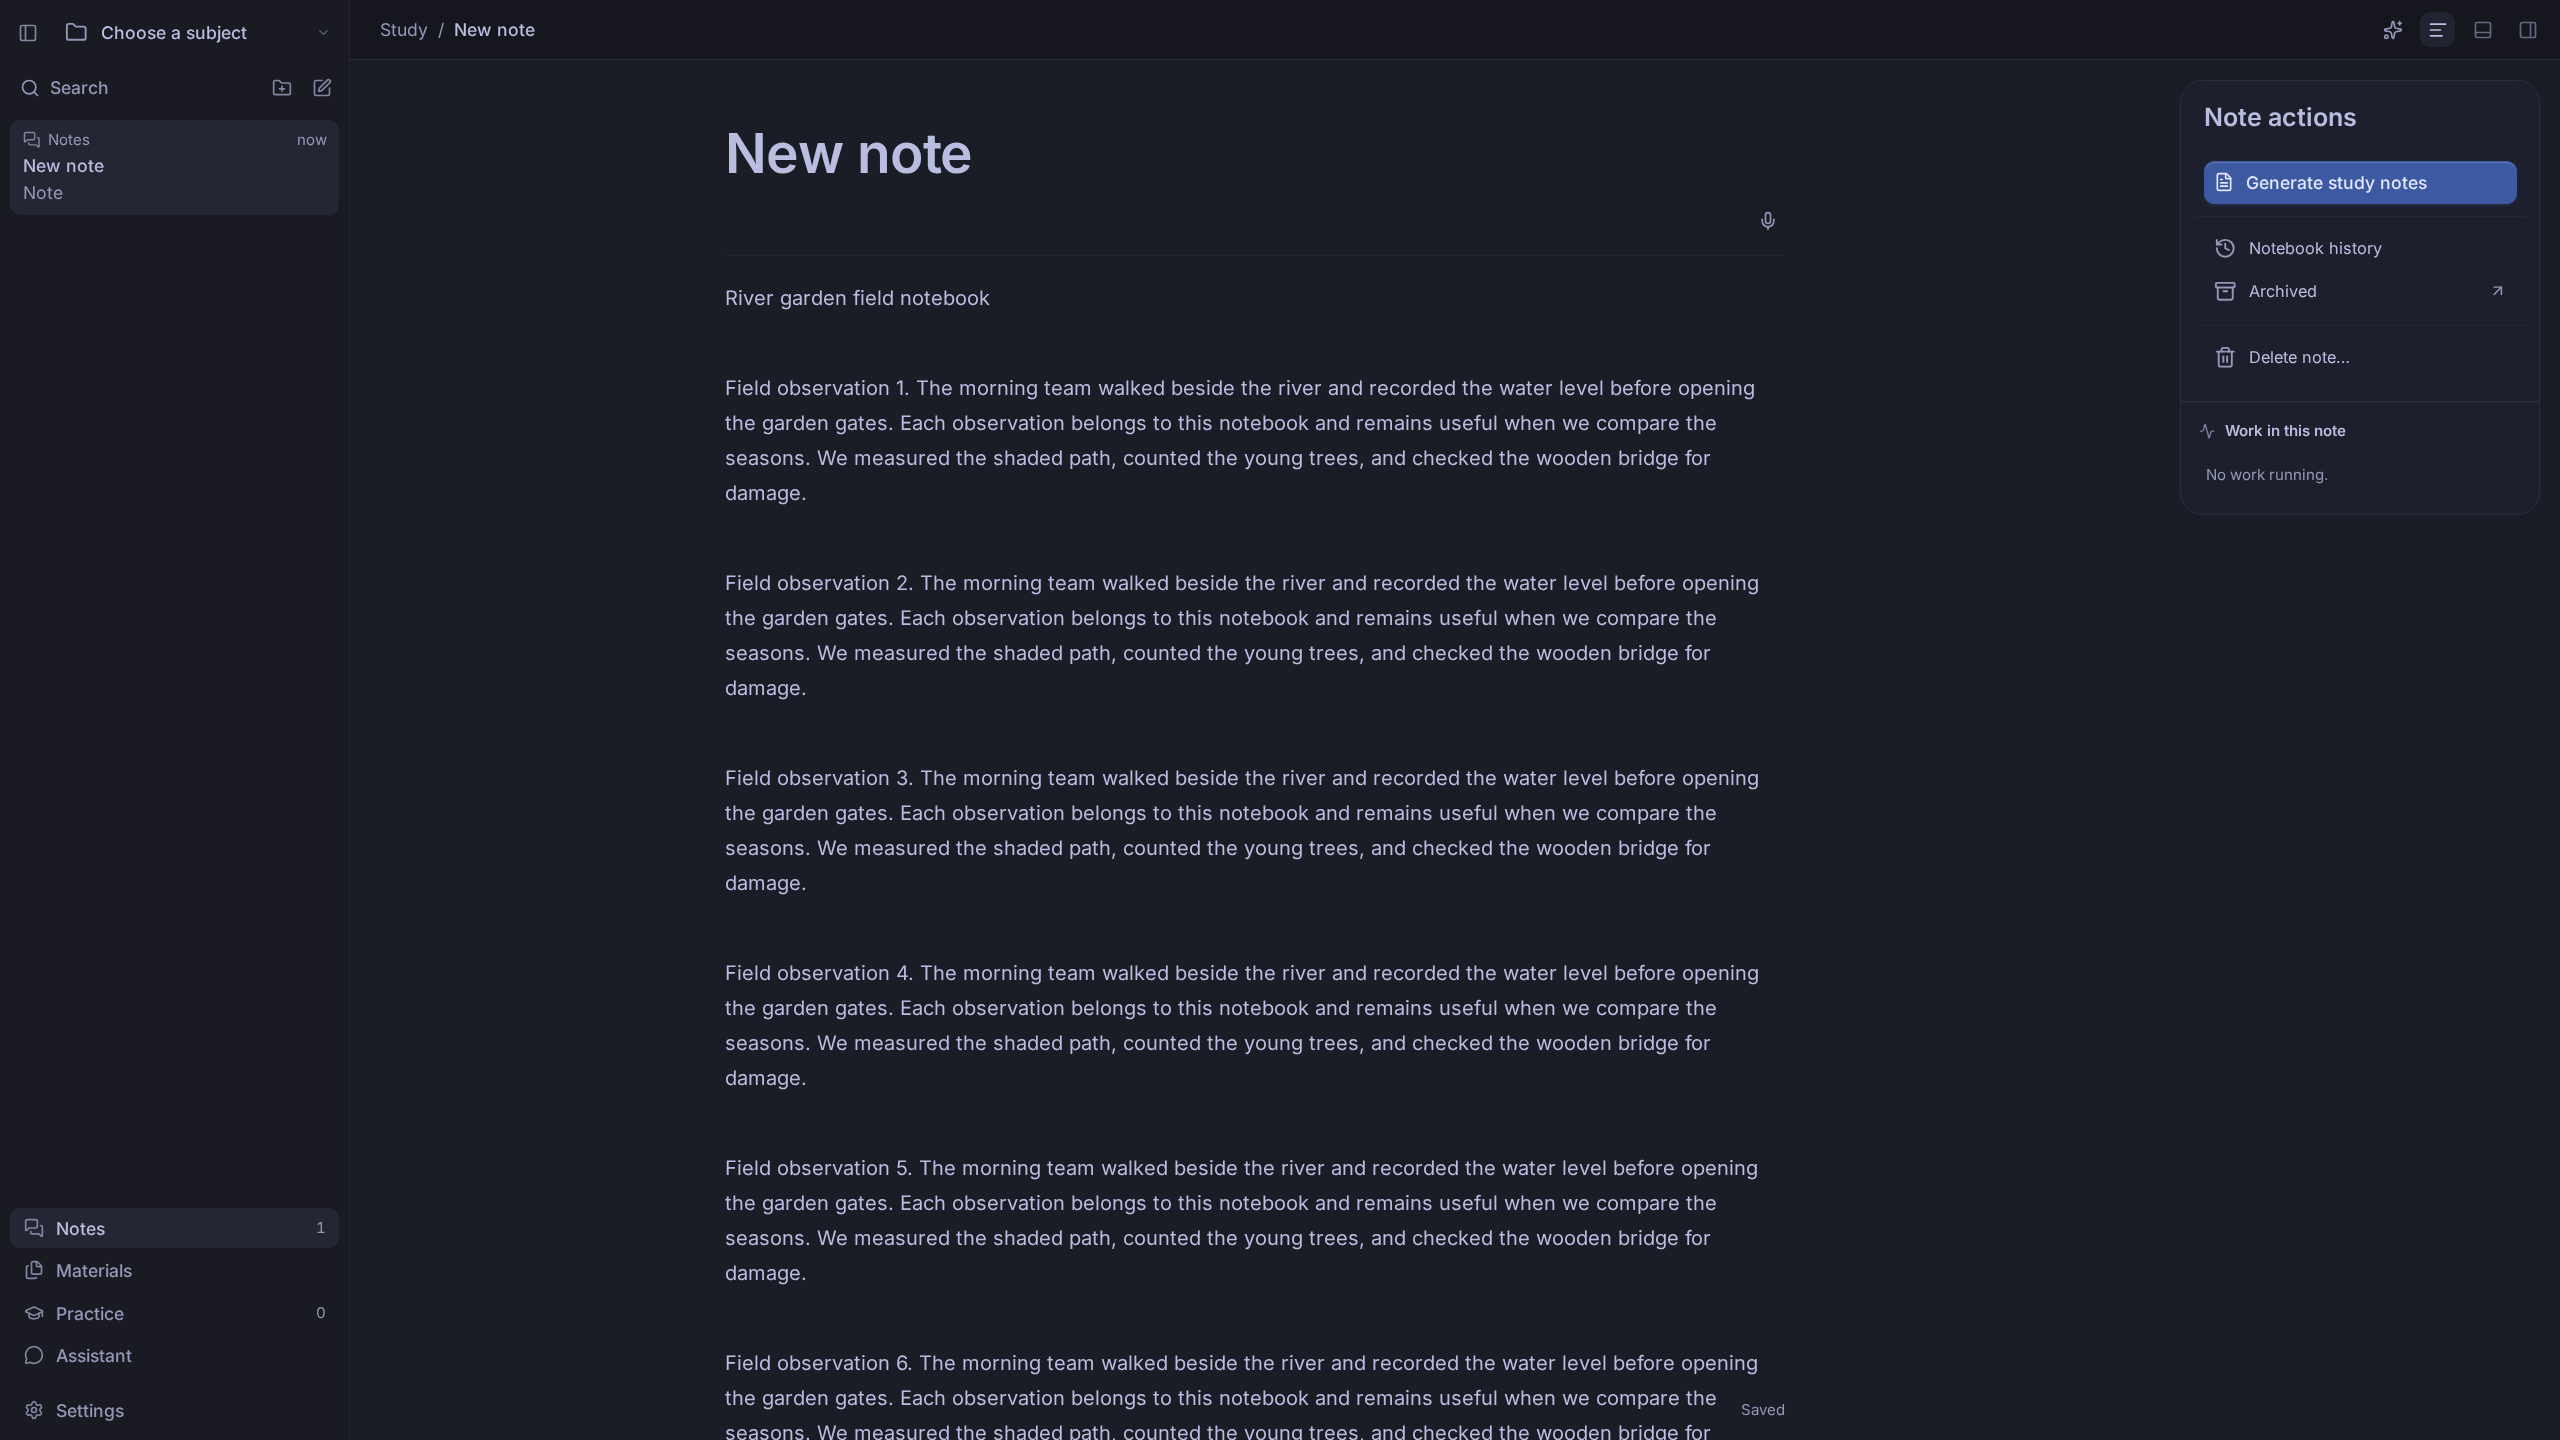 Choose a subject
Search
Notes now
New note
Note
Notes 1
Materials
Practice 0
Assistant
Settings
Study / New note
New note
River garden field notebook
Field observation 1. The morning team walked beside the river and recorded the water level before opening
the garden gates. Each observation belongs to this notebook and remains useful when we compare the
seasons. We measured the shaded path, counted the young trees, and checked the wooden bridge for
damage.
Field observation 2. The morning team walked beside the river and recorded the water level before opening
the garden gates. Each observation belongs to this notebook and remains useful when we compare the
seasons. We measured the shaded path, counted the young trees, and checked the wooden bridge for
damage.
Field observation 3. The morning team walked beside the river and recorded the water level before opening
the garden gates. Each observation belongs to this notebook and remains useful when we compare the
seasons. We measured the shaded path, counted the young trees, and checked the wooden bridge for
damage.
Field observation 4. The morning team walked beside the river and recorded the water level before opening
the garden gates. Each observation belongs to this notebook and remains useful when we compare the
seasons. We measured the shaded path, counted the young trees, and checked the wooden bridge for
damage.
Field observation 5. The morning team walked beside the river and recorded the water level before opening
the garden gates. Each observation belongs to this notebook and remains useful when we compare the
seasons. We measured the shaded path, counted the young trees, and checked the wooden bridge for
damage.
Field observation 6. The morning team walked beside the river and recorded the water level before opening
the garden gates. Each observation belongs to this notebook and remains useful when we compare the
seasons. We measured the shaded path, counted the young trees, and checked the wooden bridge for
Saved
Note actions
Generate study notes
Notebook history
Archived
Delete note...
Work in this note
No work running.